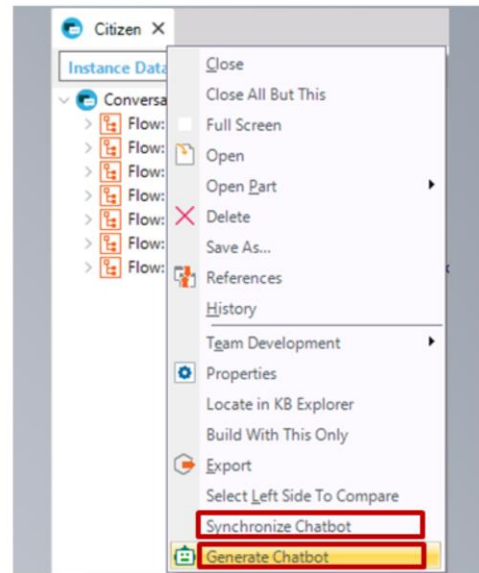 Citizen
Instance Data
Close
Conversa
Close All But This
Flow:
Full Screen
Flow:
Open
Flow:
Open Part
Flow:
Delete
Flow:
Save As...
Flow:
References
Flow:
History
Team Development
Properties
Locate in KB Explorer
Build With This Only
Export
Select Left Side To Compare
Synchronize Chatbot
Generate Chatbot